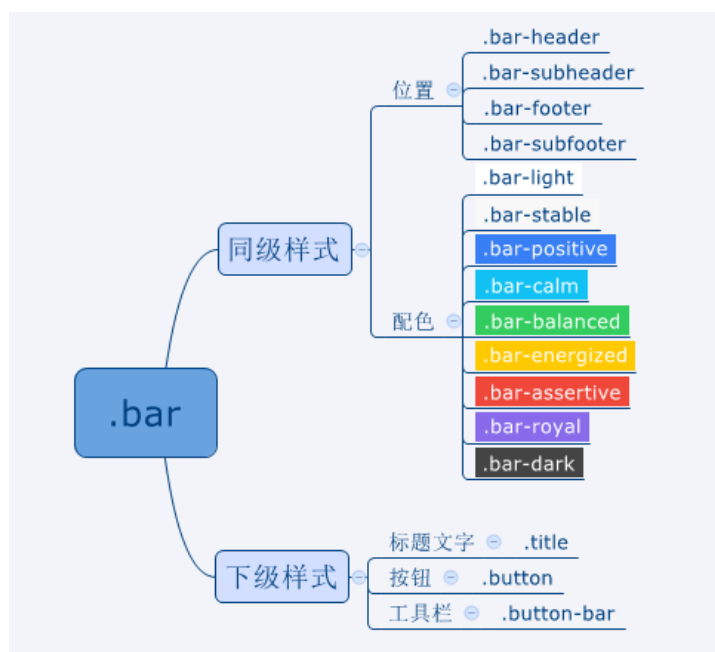 .bar
同级样式
位置
.bar-header
.bar-subheader
.bar-footer
.bar-subfooter
配色
.bar-light
.bar-stable
.bar-positive
.bar-calm
.bar-balanced
.bar-energized
.bar-assertive
.bar-royal
.bar-dark
下级样式
标题文字 .title
按钮 .button
工具栏 .button-bar